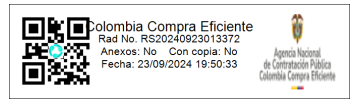 Colombia Compra Eficiente
Rad No. RS20240923013372
Anexos: No Con copia: No
Fecha: 23/09/2024 19:50:33
Agencia Nacional
de Contratación Pública
Colombia Compra Eficiente